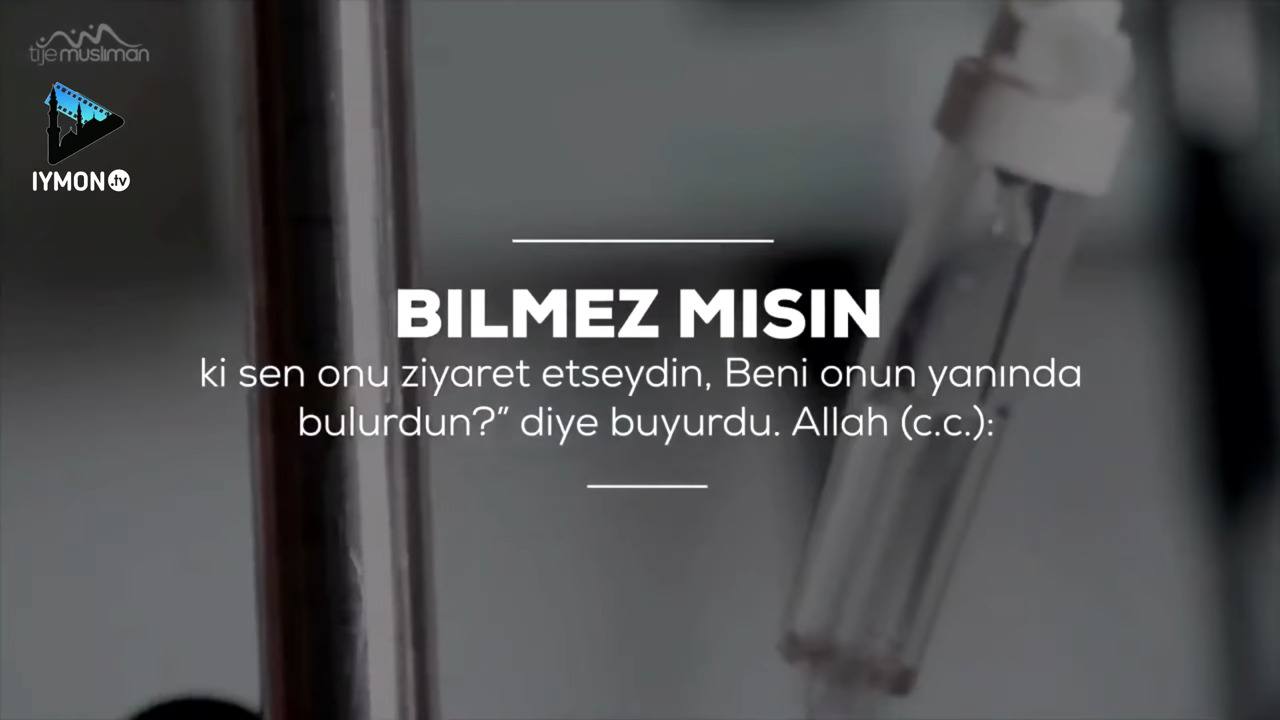 tijemusliman
IYMON.tv
BILMEZ MISIN
ki sen onu ziyaret etseydin, Beni onun yanında
bulurdun?” diye buyurdu. Allah (c.c.):